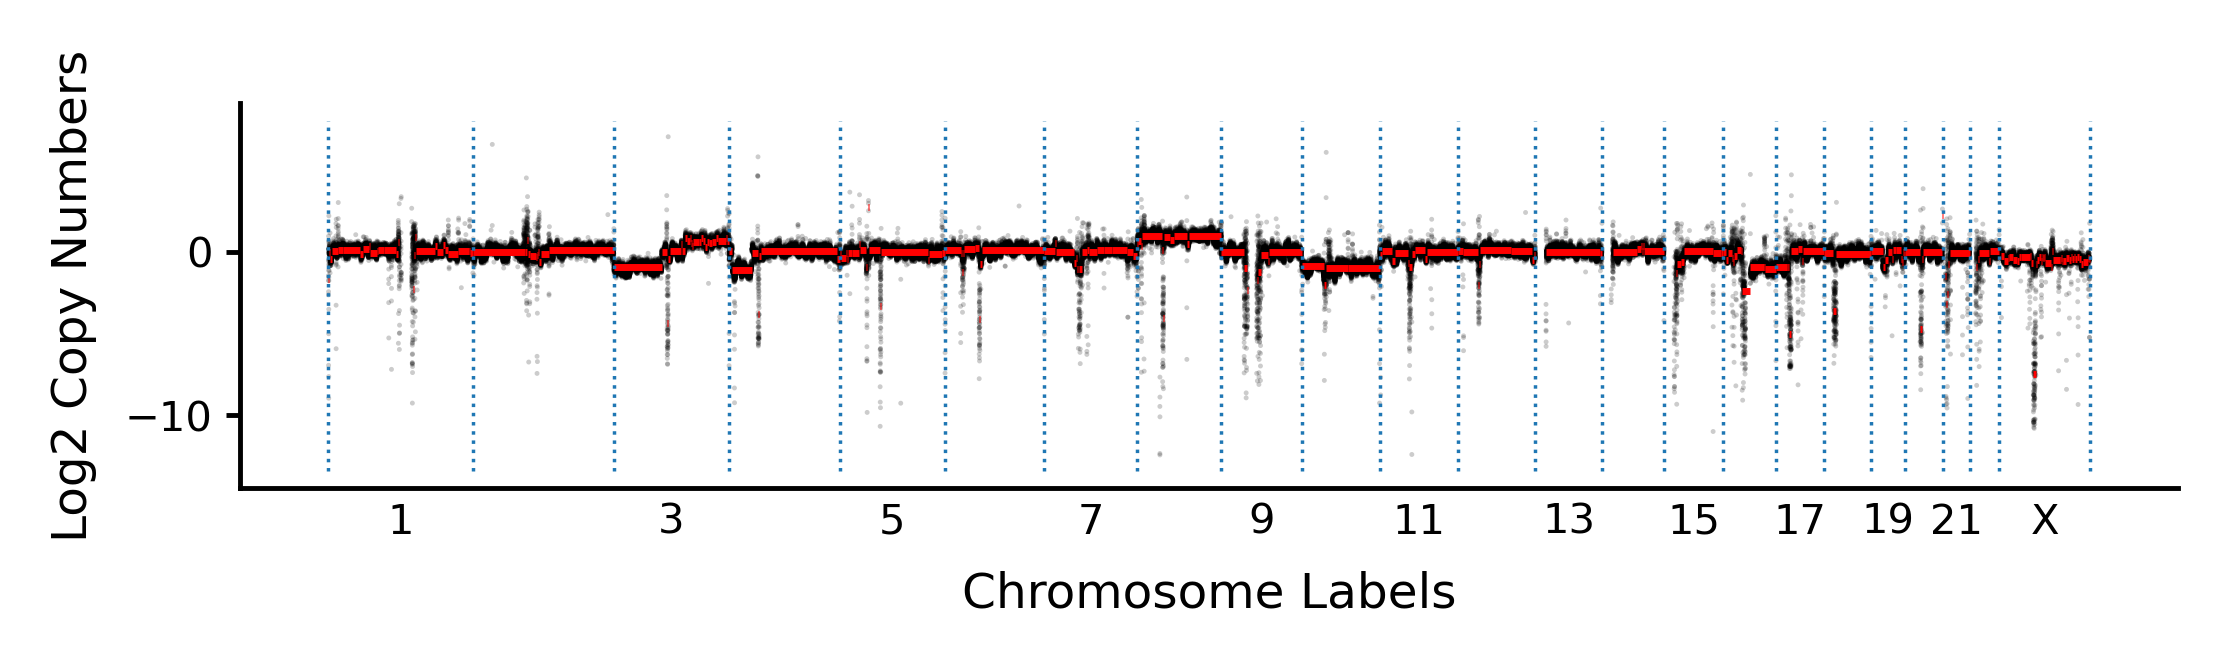 Log2 Copy Numbers
0
−10
1 3 5 7 9 11 13 15 17 19 21 X
Chromosome Labels